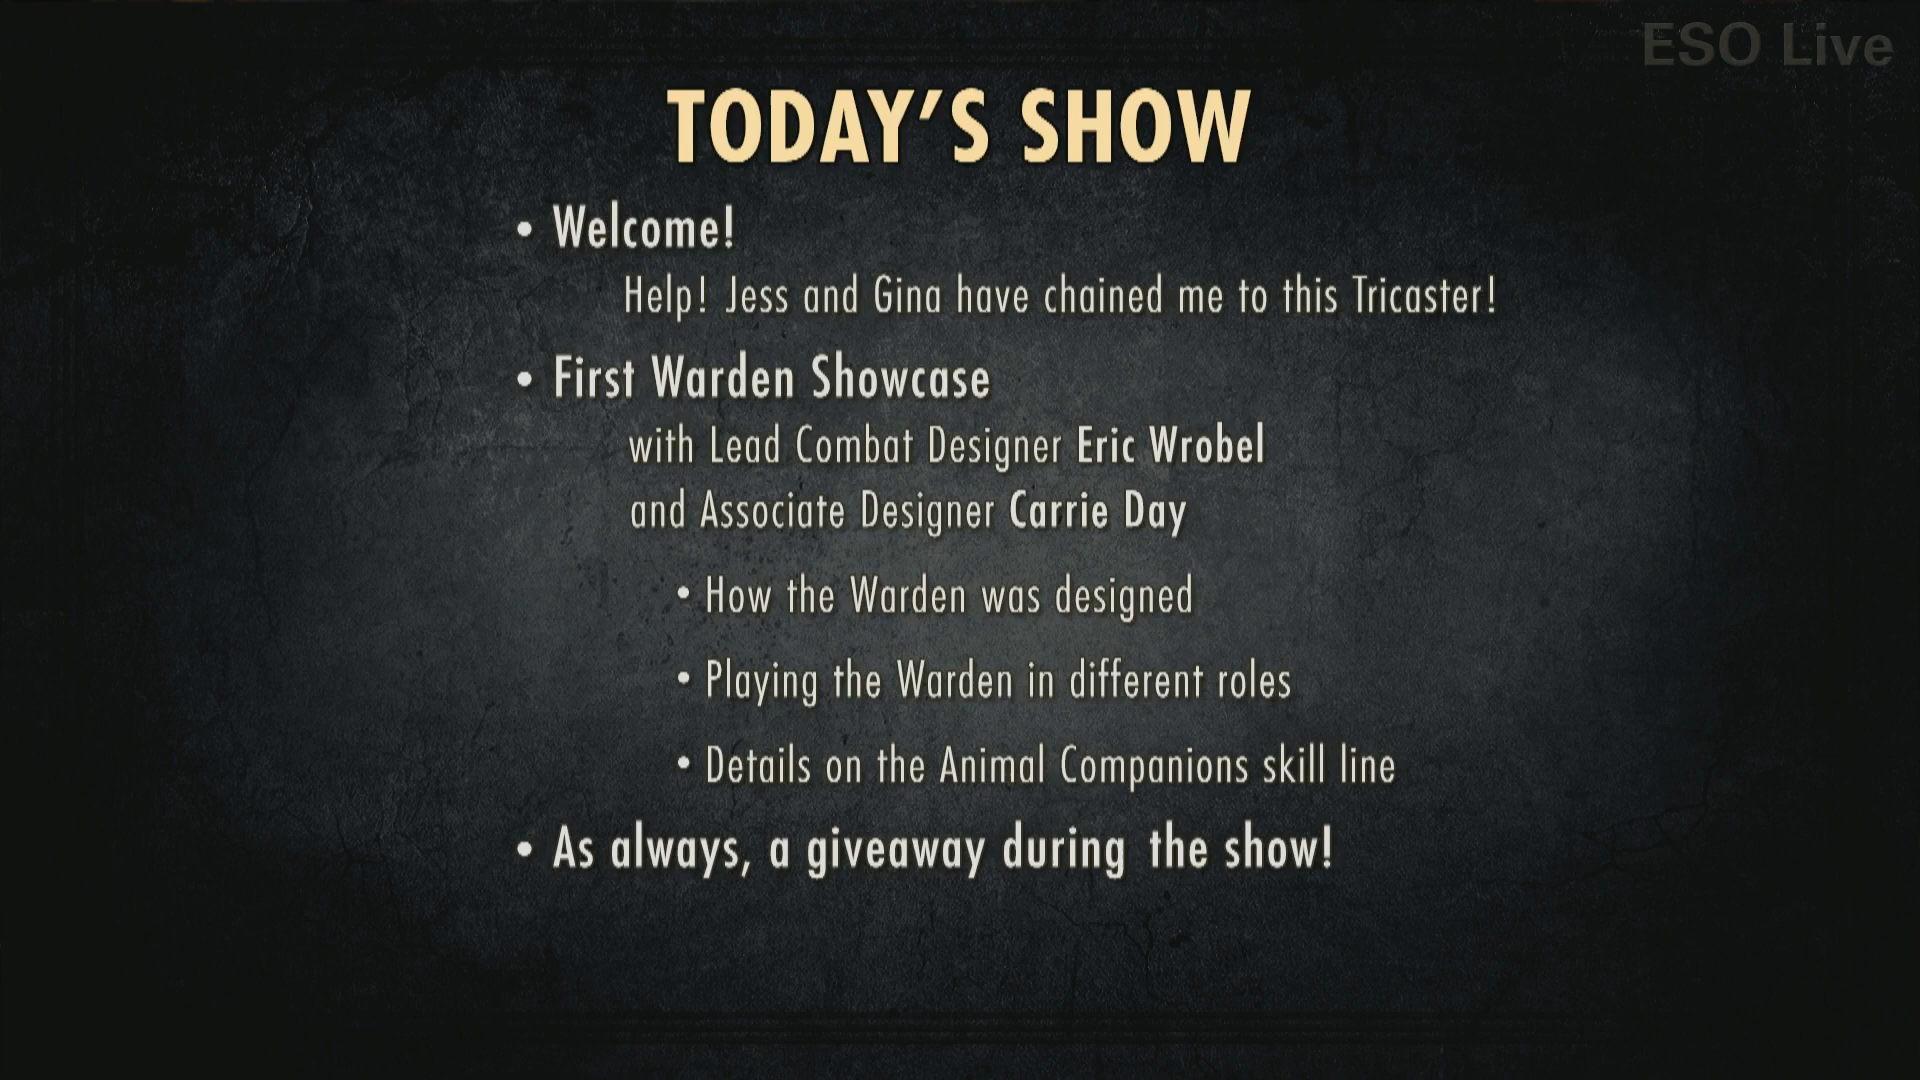 ESO Live
TODAY'S SHOW
• Welcome!
Help! Jess and Gina have chained me to this Tricaster!
• First Warden Showcase
with Lead Combat Designer Eric Wrobel
and Associate Designer Carrie Day
• How the Warden was designed
• Playing the Warden in different roles
• Details on the Animal Companions skill line
• As always, a giveaway during the show!